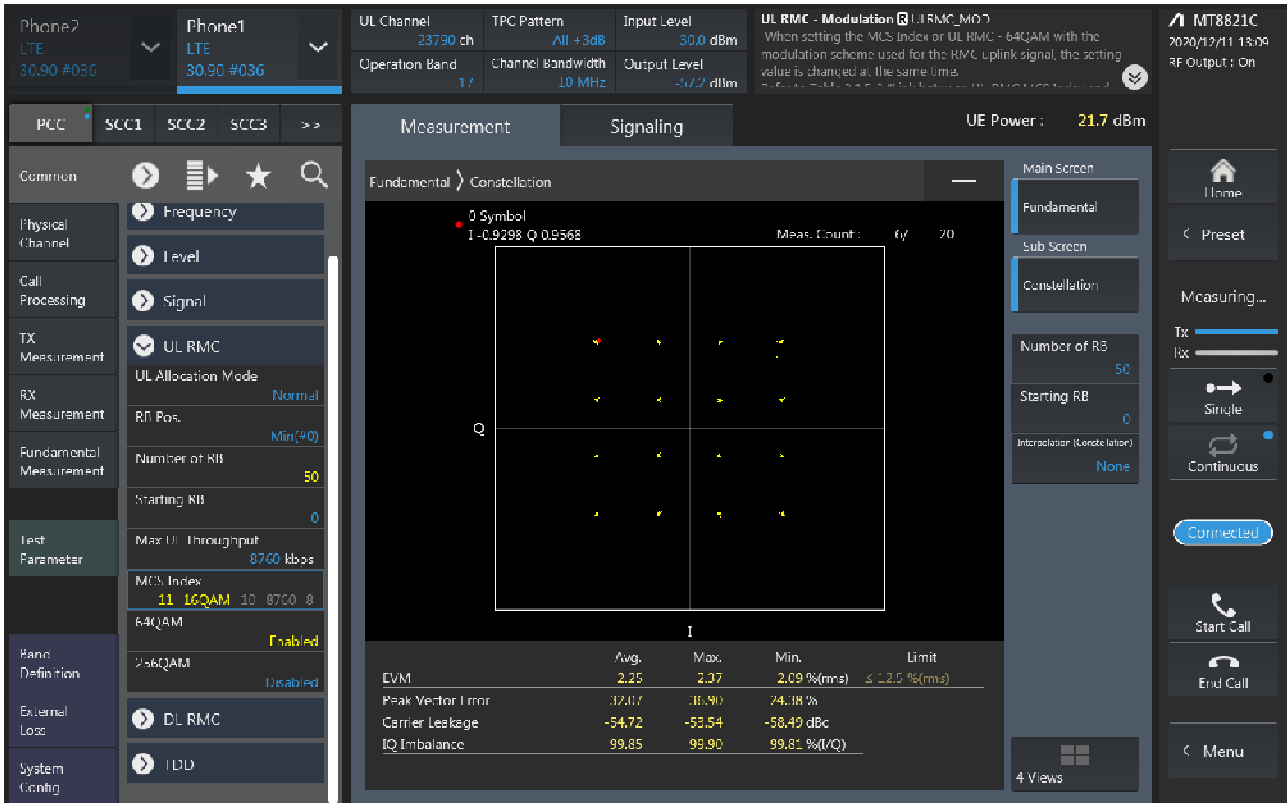 Phone2
LTE
30.90 #036
Phone1
LTE
30.90 #036
UL Channel
23790 ch
TPC Pattern
All +3dB
Input Level
30.0 dBm
Operation Band
17
Channel Bandwidth
10 MHz
Output Level
-57.2 dBm
UL RMC - Modulation R ULRMC_MOD
When setting the MCS Index or UL RMC - 64QAM with the
modulation scheme used for the RMC uplink signal, the setting
value is changed at the same time.
MT8821C
2020/12/11 13:09
RF Output : On
PCC
SCC1
SCC2
SCC3
>>
Measurement
Signaling
UE Power :
21.7 dBm
Common
Physical
Channel
Call
Processing
TX
Measurement
RX
Measurement
Fundamental
Measurement
Test
Parameter
Band
Definition
External
Loss
System
Config
Frequency
Level
Signal
UL RMC
UL Allocation Mode
Normal
RB Pos.
Min(#0)
Number of RB
50
Starting RB
0
Max UL Throughput
8760 kbps
MCS Index
11 16QAM 10 8760 8
64QAM
Enabled
256QAM
Disabled
DL RMC
TDD
Fundamental
Constellation
0 Symbol
I -0.9298 Q 0.9568
Meas. Count :
6/
20
Q
I
Avg.
Max.
Min.
Limit
EVM
2.25
2.37
2.09 %(rms)
≤ 12.5 %(rms)
Peak Vector Error
32.07
36.90
24.38 %
Carrier Leakage
-54.72
-53.54
-58.49 dBc
IQ Imbalance
99.85
99.90
99.81 %(I/Q)
Main Screen
Fundamental
Sub Screen
Constellation
Number of RB
50
Starting RB
0
Interpolation (Constellation)
None
4 Views
Home
< Preset
Measuring...
Tx
Rx
Single
Continuous
Connected
Start Call
End Call
< Menu